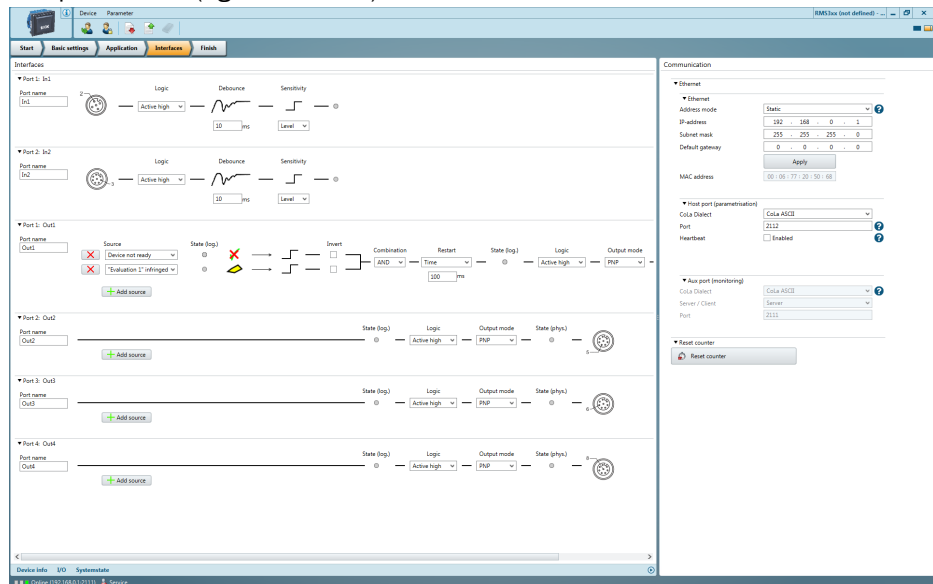 Device Parameter
RMS3xx (not defined) - ...
SICK
Start Basic settings Application Interfaces Finish
Interfaces
Port 1: In1
Port name
In1
2
Logic
Active high
Debounce
10 ms
Sensitivity
Level
Port 2: In2
Port name
In2
3
Logic
Active high
Debounce
10 ms
Sensitivity
Level
Port 1: Out1
Port name
Out1
Source State (log.) Invert Combination Restart State (log.) Logic Output mode
Device not ready
AND Time Active high PNP
"Evaluation 1" infringed
100 ms
Add source
Port 2: Out2
Port name
Out2
State (log.) Logic Output mode State (phys.)
Active high PNP
5
Add source
Port 3: Out3
Port name
Out3
State (log.) Logic Output mode State (phys.)
Active high PNP
6
Add source
Port 4: Out4
Port name
Out4
State (log.) Logic Output mode State (phys.)
Active high PNP
8
Add source
Device info I/O Systemstate
Online (192.168.0.1:2111) Service
Communication
Ethernet
Ethernet
Address mode Static
IP-address 192 . 168 . 0 . 1
Subnet mask 255 . 255 . 255 . 0
Default gateway 0 . 0 . 0 . 0
Apply
MAC address 00 : 06 : 77 : 20 : 50 : 68
Host port (parametrisation)
CoLa Dialect CoLa ASCII
Port 2112
Heartbeat Enabled
Aux port (monitoring)
CoLa Dialect CoLa ASCII
Server / Client Server
Port 2111
Reset counter
Reset counter